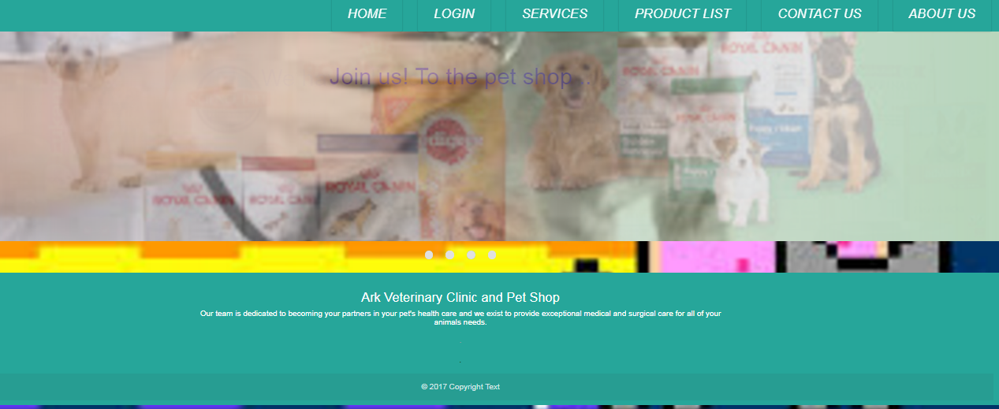 HOME LOGIN SERVICES PRODUCT LIST CONTACT US ABOUT US
Join us! To the pet shop...
ROYAL CANIN
ROYAL CANIN
Pedigree
ROYAL CANIN
ROYAL CANIN
ROYAL CANIN
ROYAL CANIN
Ark Veterinary Clinic and Pet Shop
Our team is dedicated to becoming your partners in your pet's health care and we exist to provide exceptional medical and surgical care for all of your
animals needs.
.
.
© 2017 Copyright Text